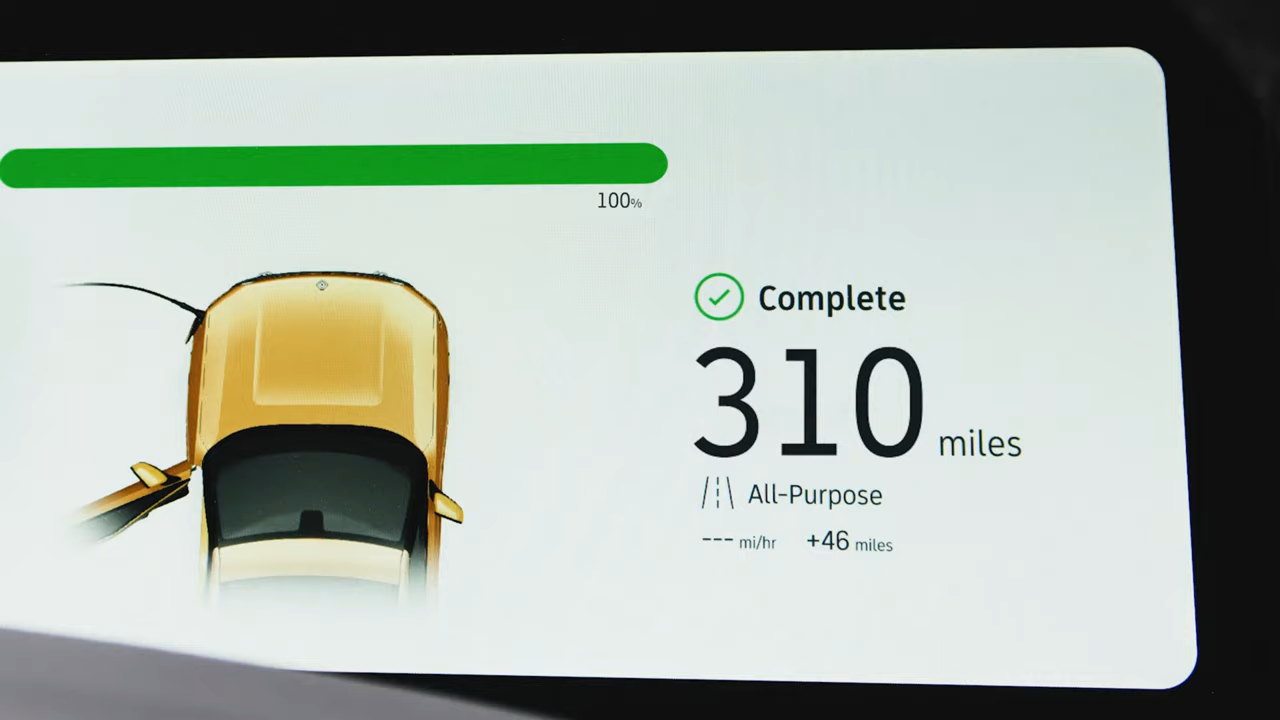 100%
Complete
310 miles
All-Purpose
--- mi/hr +46 miles